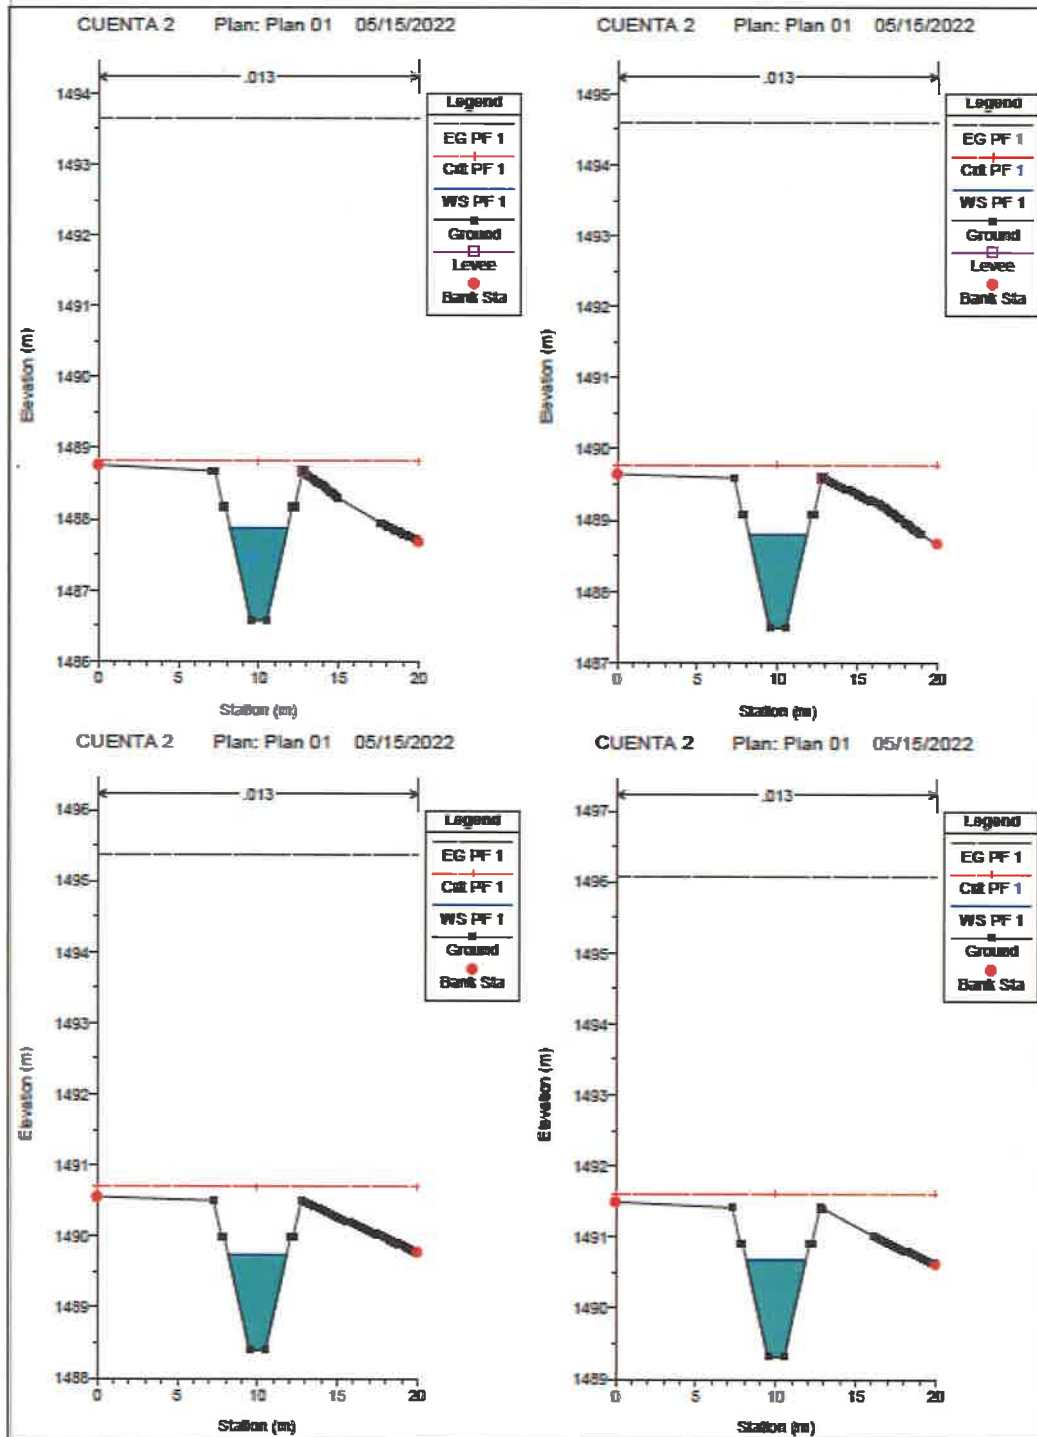 CUENTA 2 Plan: Plan 01 05/15/2022
.013
1494
1493
1492
1491
1490
1489
1488
1487
1486
Elevation (m)
0 5 10 15 20
Station (m)
Legend
EG PF 1
Crit PF 1
WS PF 1
Ground
Levee
Bank Sta
CUENTA 2 Plan: Plan 01 05/15/2022
.013
1495
1494
1493
1492
1491
1490
1489
1488
1487
Elevation (m)
0 5 10 15 20
Station (m)
Legend
EG PF 1
Crit PF 1
WS PF 1
Ground
Levee
Bank Sta
CUENTA 2 Plan: Plan 01 05/15/2022
.013
1496
1495
1494
1493
1492
1491
1490
1489
1488
Elevation (m)
0 5 10 15 20
Station (m)
Legend
EG PF 1
Crit PF 1
WS PF 1
Ground
Bank Sta
CUENTA 2 Plan: Plan 01 05/15/2022
.013
1497
1496
1495
1494
1493
1492
1491
1490
1489
Elevation (m)
0 5 10 15 20
Station (m)
Legend
EG PF 1
Crit PF 1
WS PF 1
Ground
Bank Sta